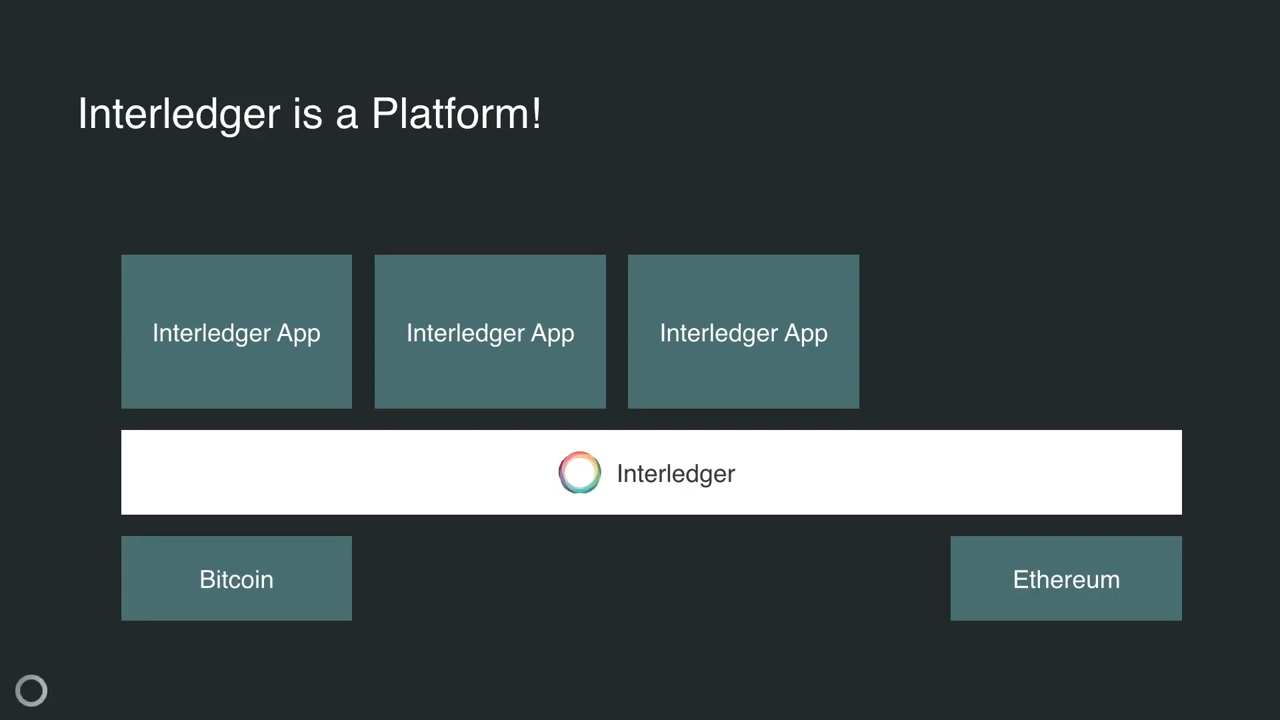 Interledger is a Platform!
Interledger App
Interledger App
Interledger App
Interledger
Bitcoin
Ethereum